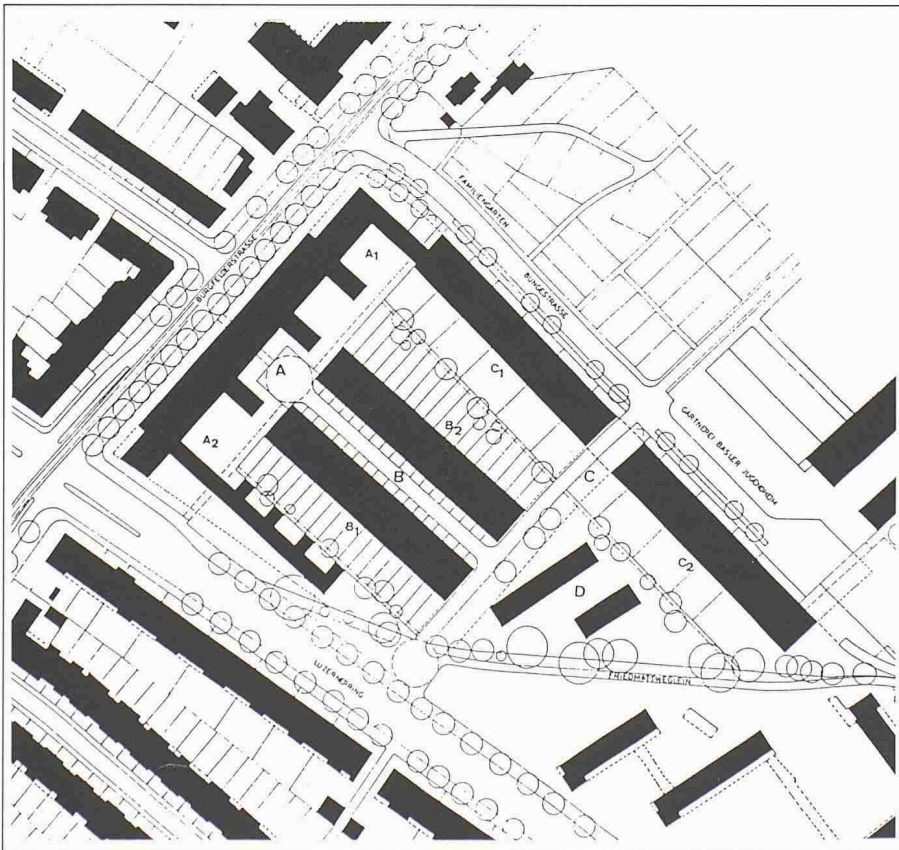 FAMILIENGARTEN
BURGFELDERSTRASSE
BUNGESTRASSE
A1
A
C1
A2
B2
GÄRTNEREI BASLER JUGENDHEIM
B
C
B1
C2
D
LUZERNERRING
FRIEDMATTWEGLEIN